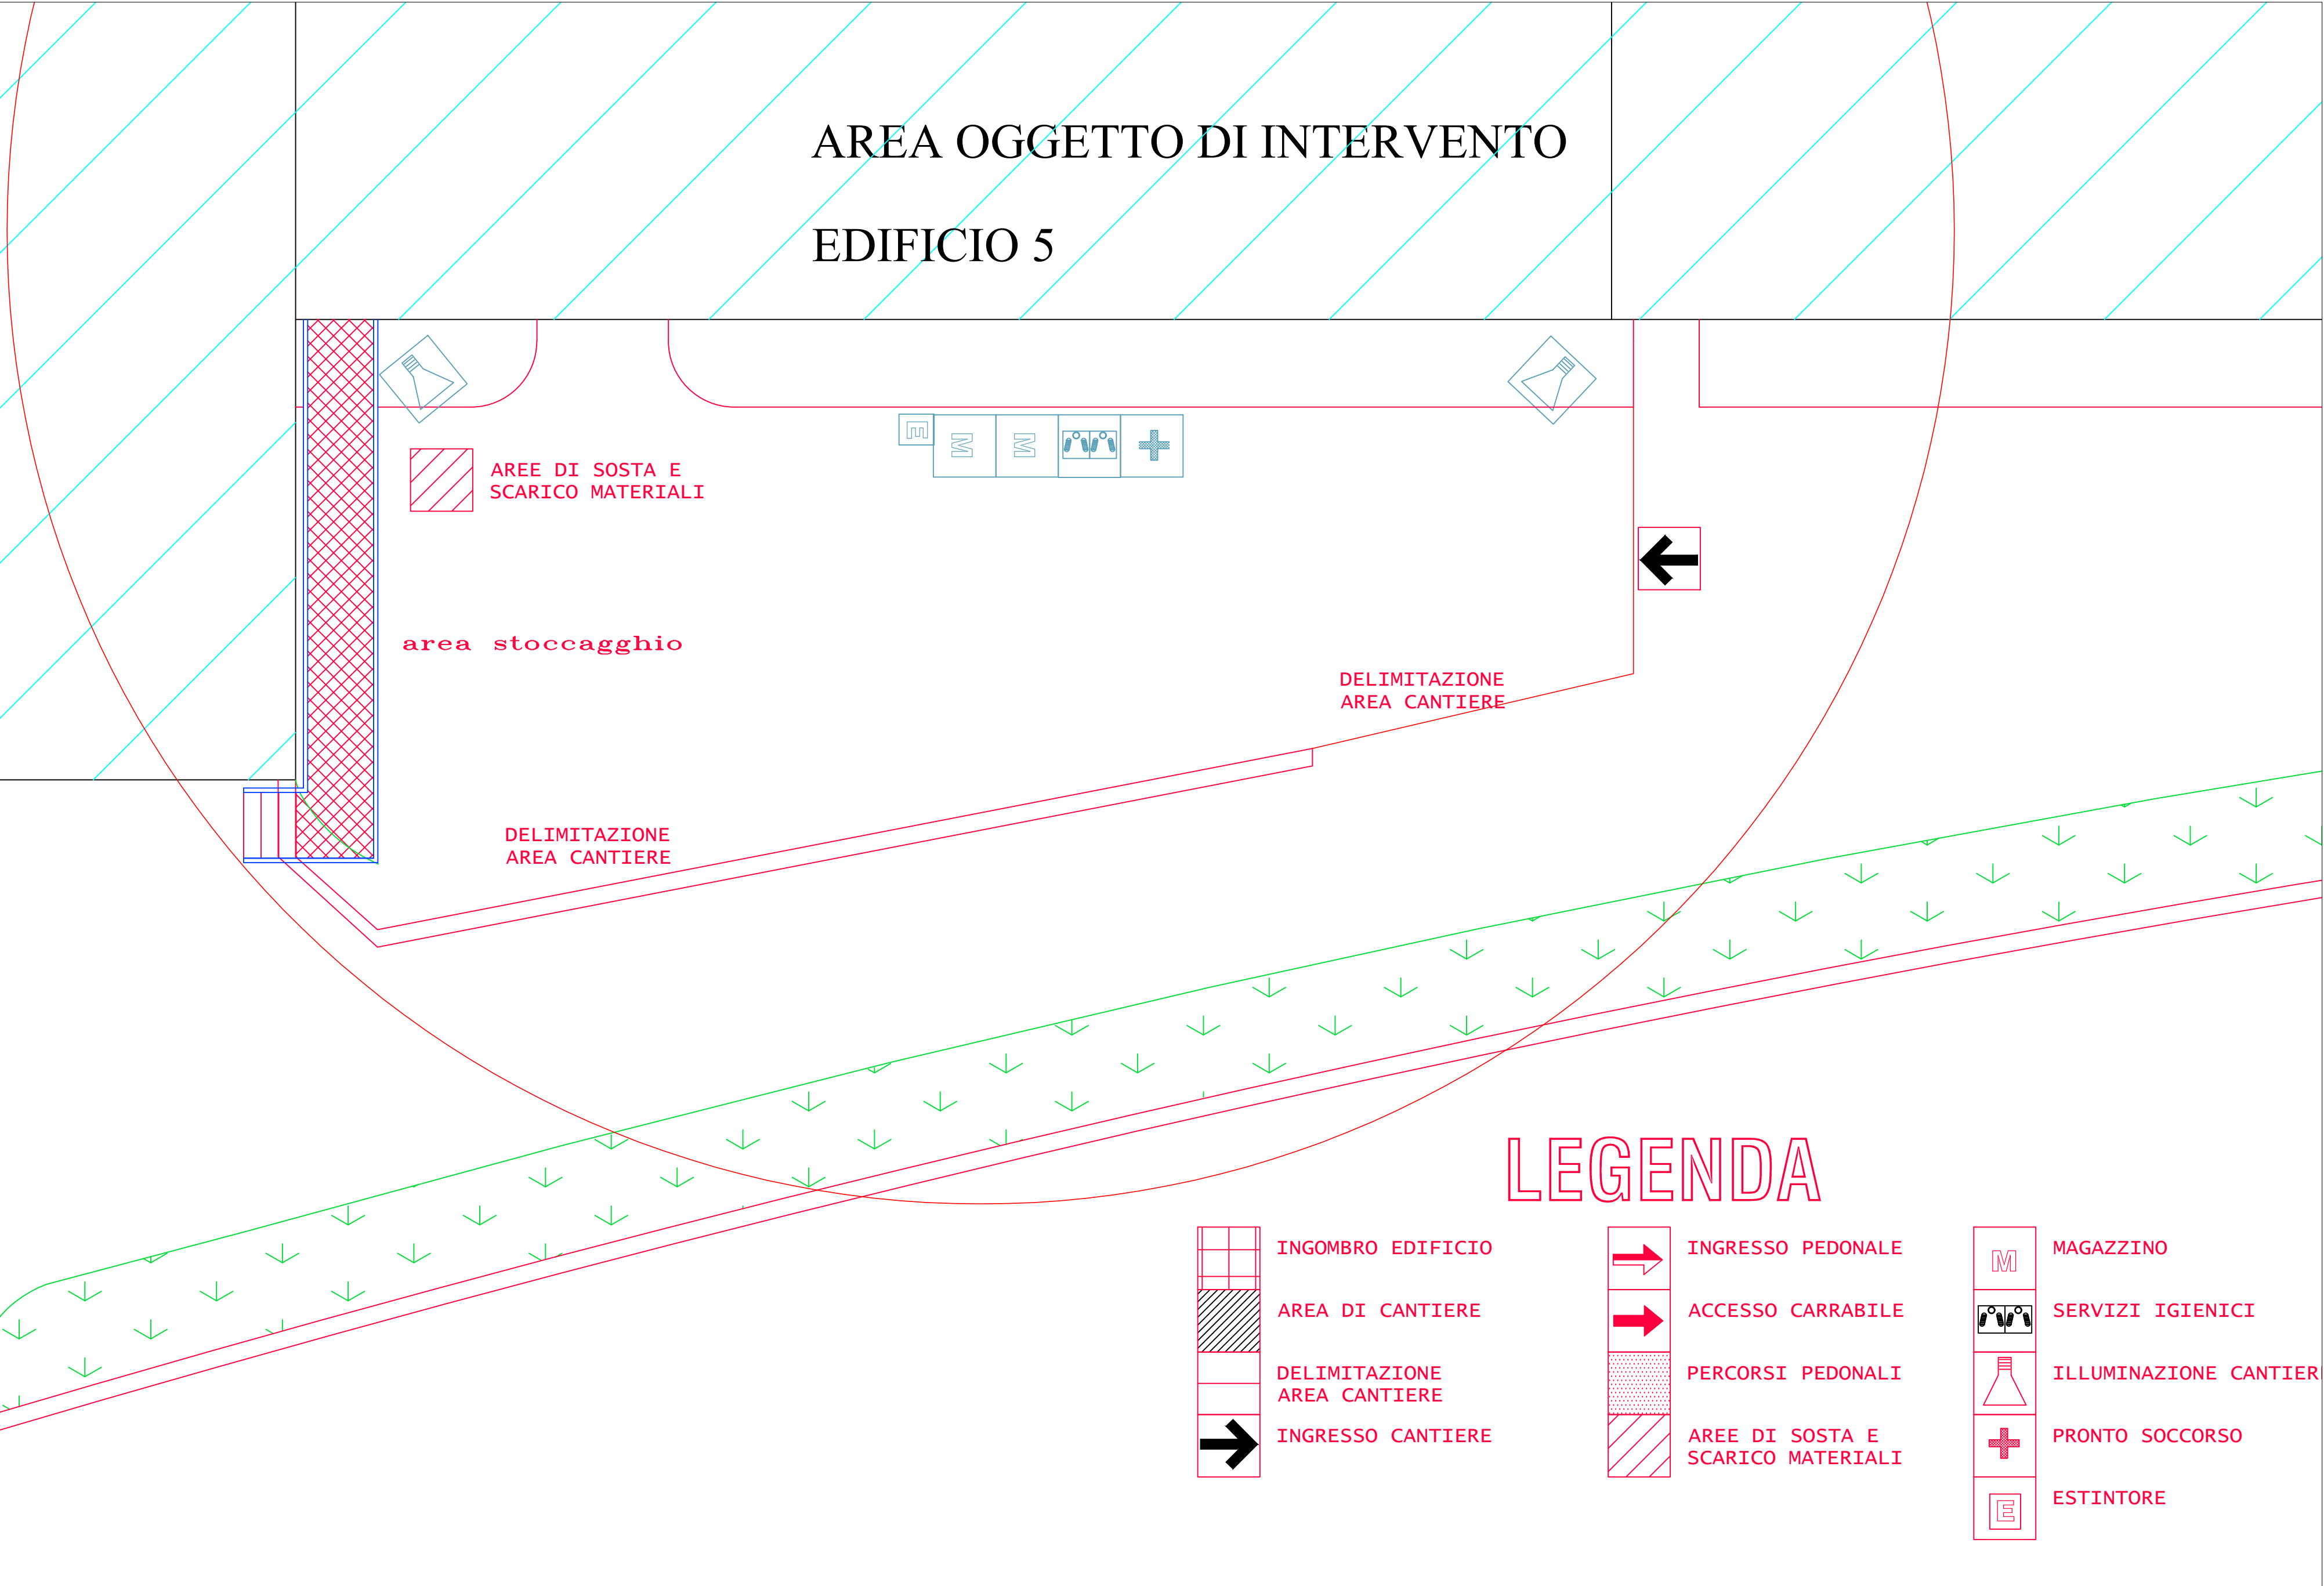 AREA OGGETTO DI INTERVENTO
EDIFICIO 5
E
M
M
AREE DI SOSTA E
SCARICO MATERIALI
area stoccagghio
DELIMITAZIONE
AREA CANTIERE
DELIMITAZIONE
AREA CANTIERE
LEGENDA
INGOMBRO EDIFICIO
AREA DI CANTIERE
DELIMITAZIONE
AREA CANTIERE
INGRESSO CANTIERE
INGRESSO PEDONALE
ACCESSO CARRABILE
PERCORSI PEDONALI
AREE DI SOSTA E
SCARICO MATERIALI
M
MAGAZZINO
SERVIZI IGIENICI
ILLUMINAZIONE CANTIER
PRONTO SOCCORSO
E
ESTINTORE